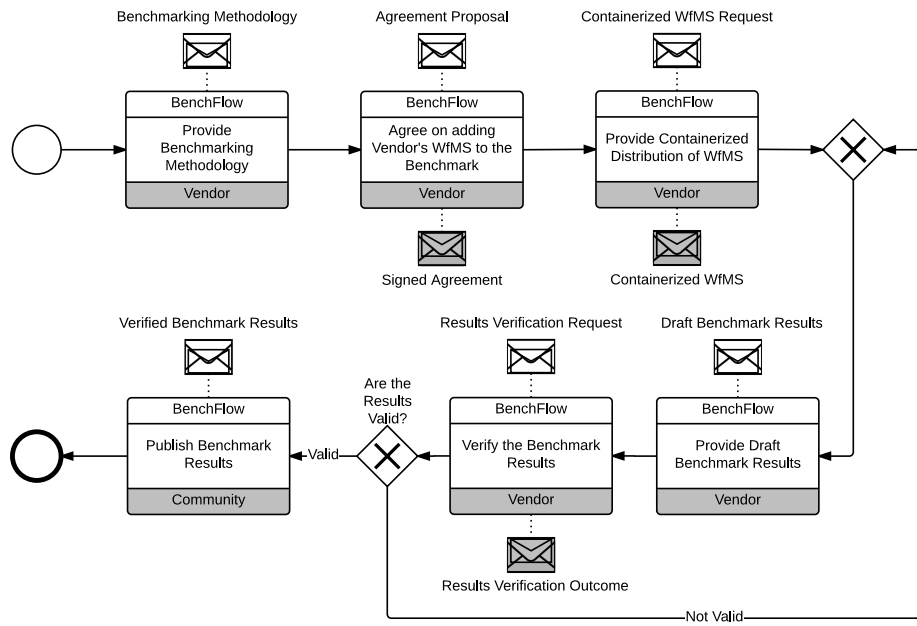 Benchmarking Methodology
Agreement Proposal
Containerized WfMS Request
BenchFlow
Provide
Benchmarking
Methodology
Vendor
BenchFlow
Agree on adding
Vendor's WfMS to the
Benchmark
Vendor
BenchFlow
Provide Containerized
Distribution of WfMS
Vendor
Signed Agreement
Containerized WfMS
Verified Benchmark Results
Results Verification Request
Draft Benchmark Results
Are the
Results
Valid?
BenchFlow
Publish Benchmark
Results
Community
Valid
BenchFlow
Verify the Benchmark
Results
Vendor
BenchFlow
Provide Draft
Benchmark Results
Vendor
Results Verification Outcome
Not Valid